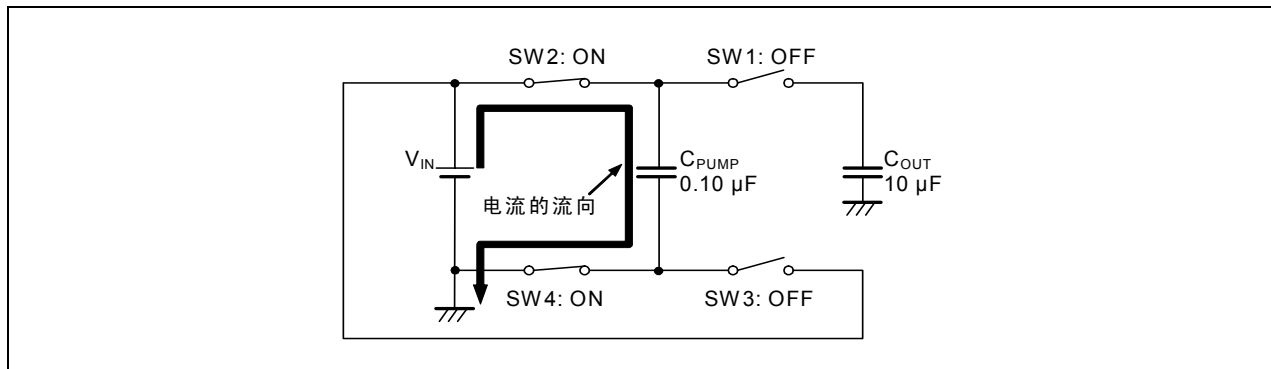 SW2: ON
SW1: OFF
VIN
CPUMP
0.10 µF
COUT
10 µF
电流的流向
SW4: ON
SW3: OFF